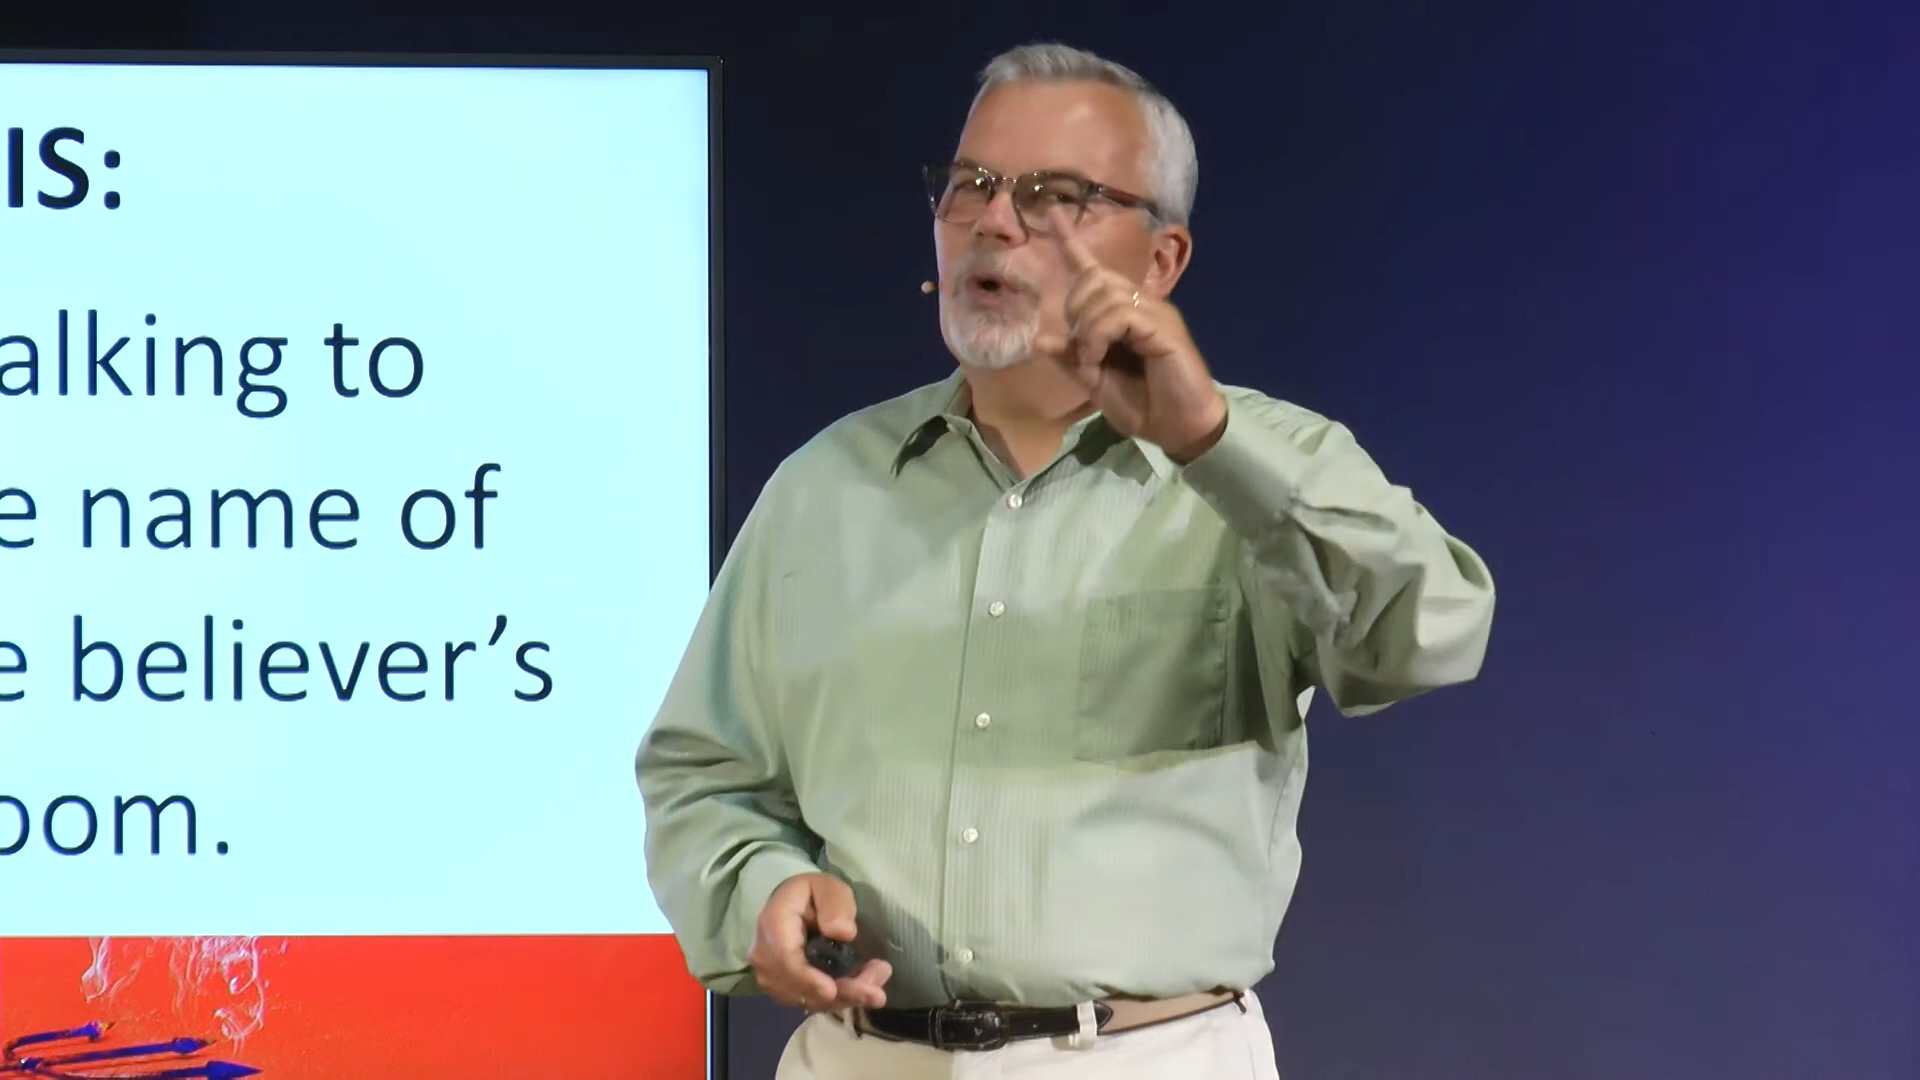 IS:
alking to
e name of
e believer’s
oom.